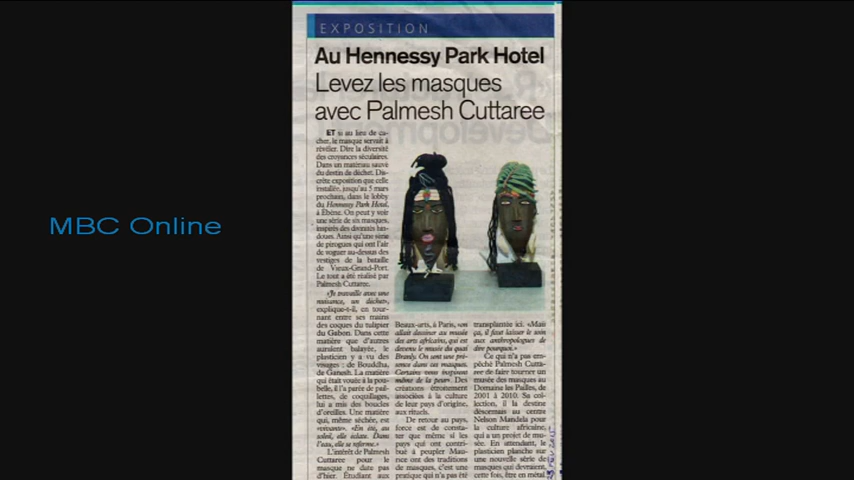 EXPOSITION
Au Hennessy Park Hotel
Levez les masques
avec Palmesh Cuttaree
MBC Online
ET si au lieu de ca-
cher, le masque servait à
révéler. Dire la diversité
des croyances séculaires.
Dans un matériau sauvé
du destin de déchet. Dis-
crète exposition que celle
installée, jusqu'au 5 mars
prochain, dans le lobby
du Hennessy Park Hotel,
à Ébène. On peut y voir
une série de six masques,
inspirés des divinités hin-
doues. Ainsi qu'une série
de pirogues qui ont l'air
de voguer au-dessus des
vestiges de la bataille
de Vieux-Grand-Port.
Le tout a été réalisé par
Palmesh Cuttaree.
«Je travaille avec une
nuisance, un déchet»,
explique-t-il, en tour-
nant entre ses mains
des coques du tulipier
du Gabon. Dans cette
matière que d'autres
auraient balayée, le
plasticien y a vu des
visages : de Bouddha,
de Ganesh. La matière
qui était vouée à la pou-
belle, il l'a parée de pail-
lettes, de coquillages,
lui a mis des boucles
d'oreilles. Une matière
qui, même séchée, est
«vivante». «En été, au
soleil, elle éclate. Dans
l'eau, elle se referme.»
L'intérêt de Palmesh
Cuttaree pour le
masque ne date pas
d'hier. Étudiant aux
Beaux-arts, à Paris, «on
allait dessiner au musée
des arts africains, qui est
devenu le musée du quai
Branly. On sent une pré-
sence dans ces masques.
Certains vous inspirent
même de la peur». Des
créations étroitement
associées à la culture
de leur pays d'origine,
aux rituels.
De retour au pays,
force est de consta-
ter que même si les
pays qui ont contri-
bué à peupler Mau-
rice ont des traditions
de masques, c'est une
pratique qui n'a pas été
transplantée ici. «Mais
ça, il faut laisser le soin
aux anthropologues de
dire pourquoi.»
Ce qui n'a pas em-
pêché Palmesh Cutta-
ree de faire tourner un
musée des masques au
Domaine les Pailles, de
2001 à 2010. Sa col-
lection, il la destine
désormais au centre
Nelson Mandela pour
la culture africaine,
qui a un projet de mu-
sée. En attendant, le
plasticien planche sur
une nouvelle série de
masques qui devraient,
cette fois, être en métal.